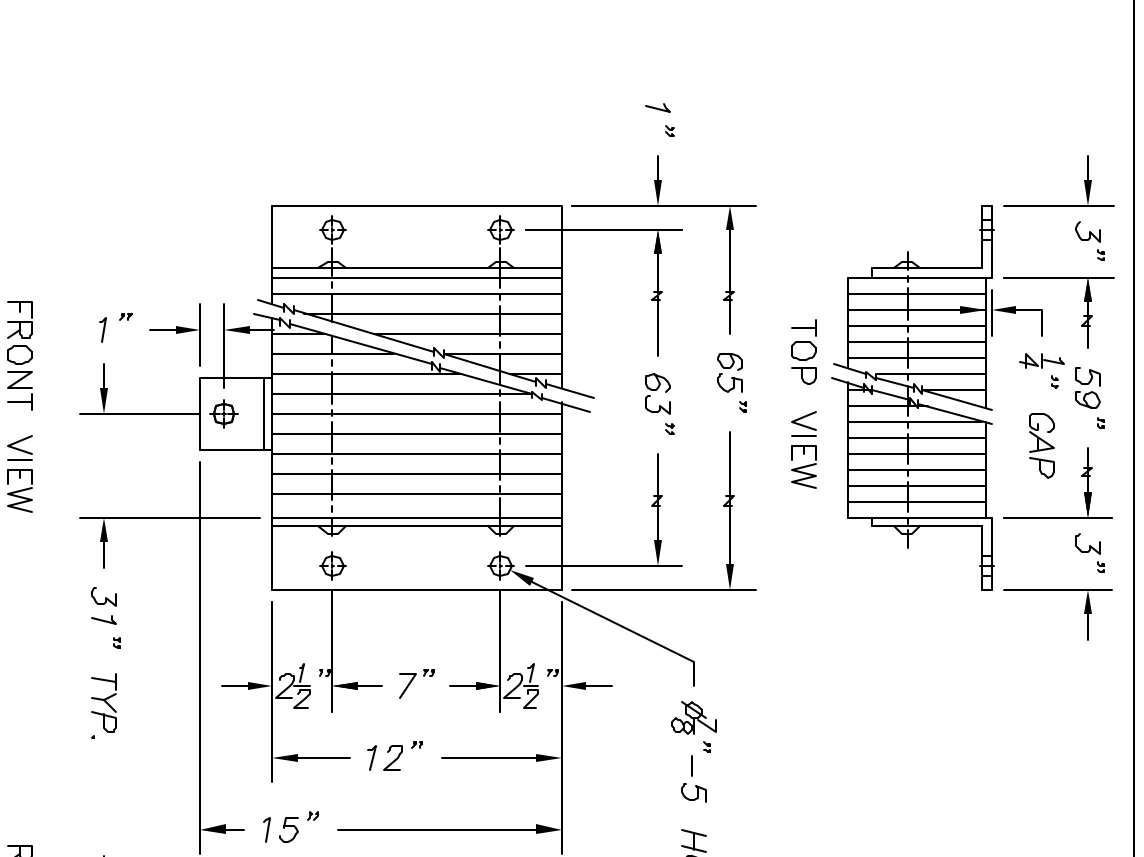 3" 59" 3"
1/4" GAP
TOP VIEW
65"
1" 63"
⌀7/8"-5
2 1/2" 7" 2 1/2"
12"
15"
1"
31" TYP.
FRONT VIEW